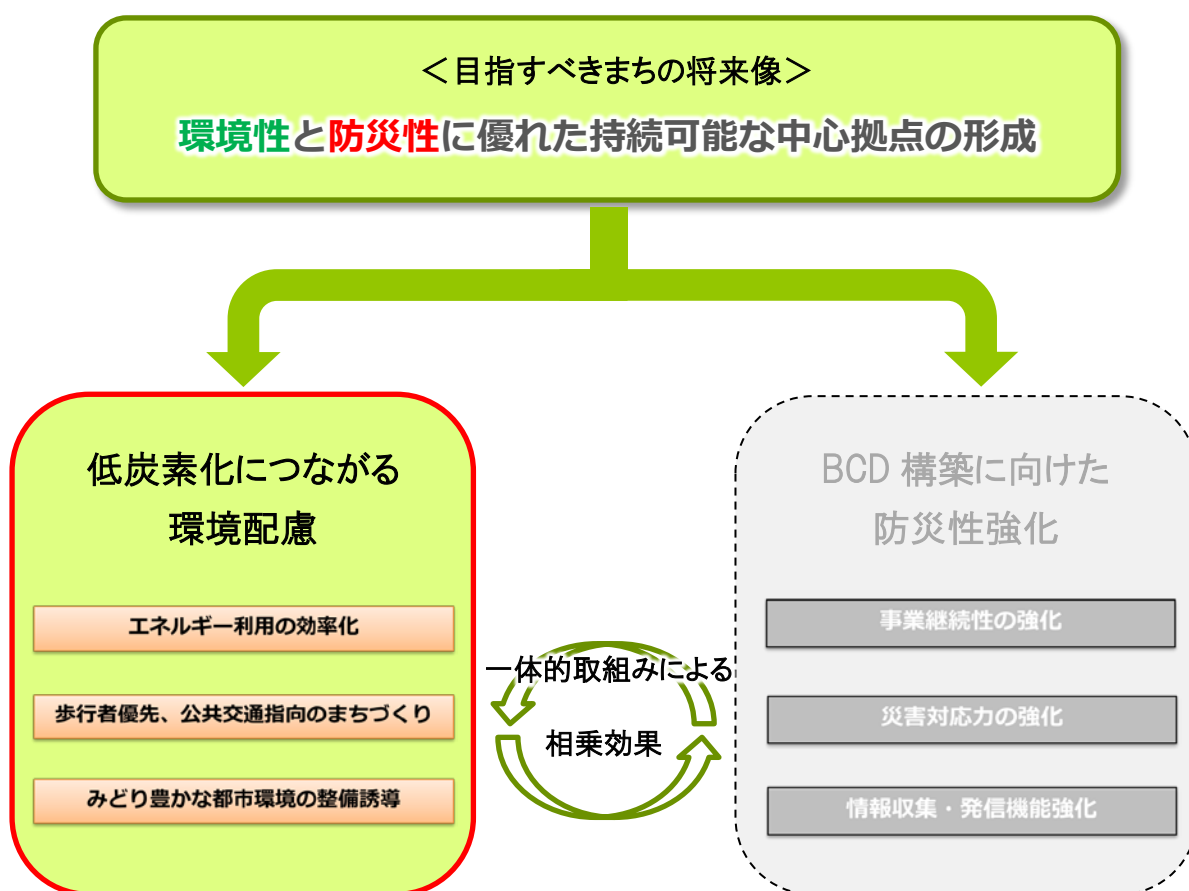 ＜目指すべきまちの将来像＞
環境性と防災性に優れた持続可能な中心拠点の形成
低炭素化につながる
環境配慮
エネルギー利用の効率化
歩行者優先、公共交通指向のまちづくり
みどり豊かな都市環境の整備誘導
一体的取組みによる
相乗効果
BCD 構築に向けた
防災性強化
事業継続性の強化
災害対応力の強化
情報収集・発信機能強化